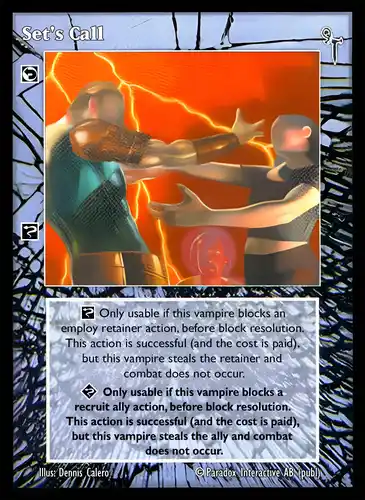 Set's Call
Only usable if this vampire blocks an
employ retainer action, before block resolution.
This action is successful (and the cost is paid),
but this vampire steals the retainer and
combat does not occur.
Only usable if this vampire blocks a
recruit ally action, before block resolution.
This action is successful (and the cost is paid),
but this vampire steals the ally and combat
does not occur.
Illus: Dennis Calero
© Paradox Interactive AB (publ)